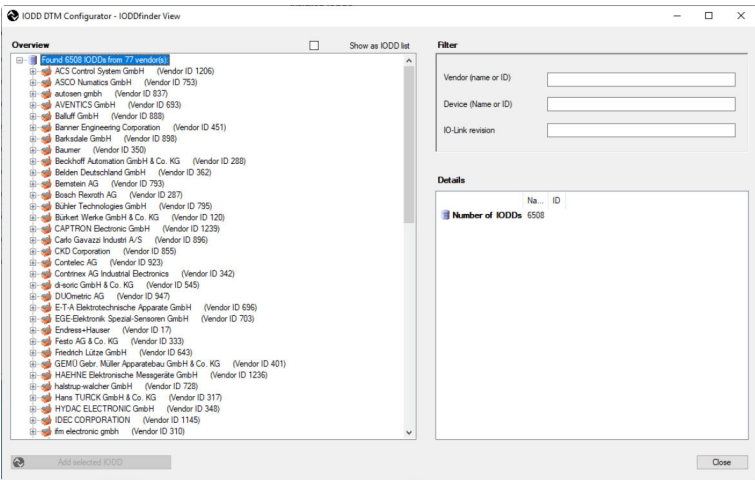 IODD DTM Configurator - IODDfinder View
Overview
Show as IODD list
Found 6508 IODDs from 77 vendor(s):
ACS Control System GmbH (Vendor ID 1206)
ASCO Numatics GmbH (Vendor ID 753)
autosen gmbh (Vendor ID 837)
AVENTICS GmbH (Vendor ID 693)
Balluff GmbH (Vendor ID 888)
Banner Engineering Corporation (Vendor ID 451)
Barksdale GmbH (Vendor ID 898)
Baumer (Vendor ID 350)
Beckhoff Automation GmbH & Co. KG (Vendor ID 288)
Belden Deutschland GmbH (Vendor ID 362)
Bernstein AG (Vendor ID 793)
Bosch Rexroth AG (Vendor ID 287)
Bühler Technologies GmbH (Vendor ID 795)
Bürkert Werke GmbH & Co. KG (Vendor ID 120)
CAPTRON Electronic GmbH (Vendor ID 1239)
Carlo Gavazzi Industri A/S (Vendor ID 896)
CKD Corporation (Vendor ID 855)
Contelec AG (Vendor ID 923)
Contrinex AG Industrial Electronics (Vendor ID 342)
di-soric GmbH & Co. KG (Vendor ID 545)
DUOmetric AG (Vendor ID 947)
E-T-A Elektrotechnische Apparate GmbH (Vendor ID 696)
EGE-Elektronik Spezial-Sensoren GmbH (Vendor ID 703)
Endress+Hauser (Vendor ID 17)
Festo AG & Co. KG (Vendor ID 333)
Friedrich Lütze GmbH (Vendor ID 643)
GEMÜ Gebr. Müller Apparatebau GmbH & Co. KG (Vendor ID 401)
HAEHNE Elektronische Messgeräte GmbH (Vendor ID 1236)
halstrup-walcher GmbH (Vendor ID 728)
Hans TURCK GmbH & Co. KG (Vendor ID 317)
HYDAC ELECTRONIC GmbH (Vendor ID 348)
IDEC CORPORATION (Vendor ID 1145)
ifm electronic gmbh (Vendor ID 310)
Add selected IODD
Filter
Vendor (name or ID)
Device (Name or ID)
IO-Link revision
Details
Na... ID
Number of IODDs 6508
Close